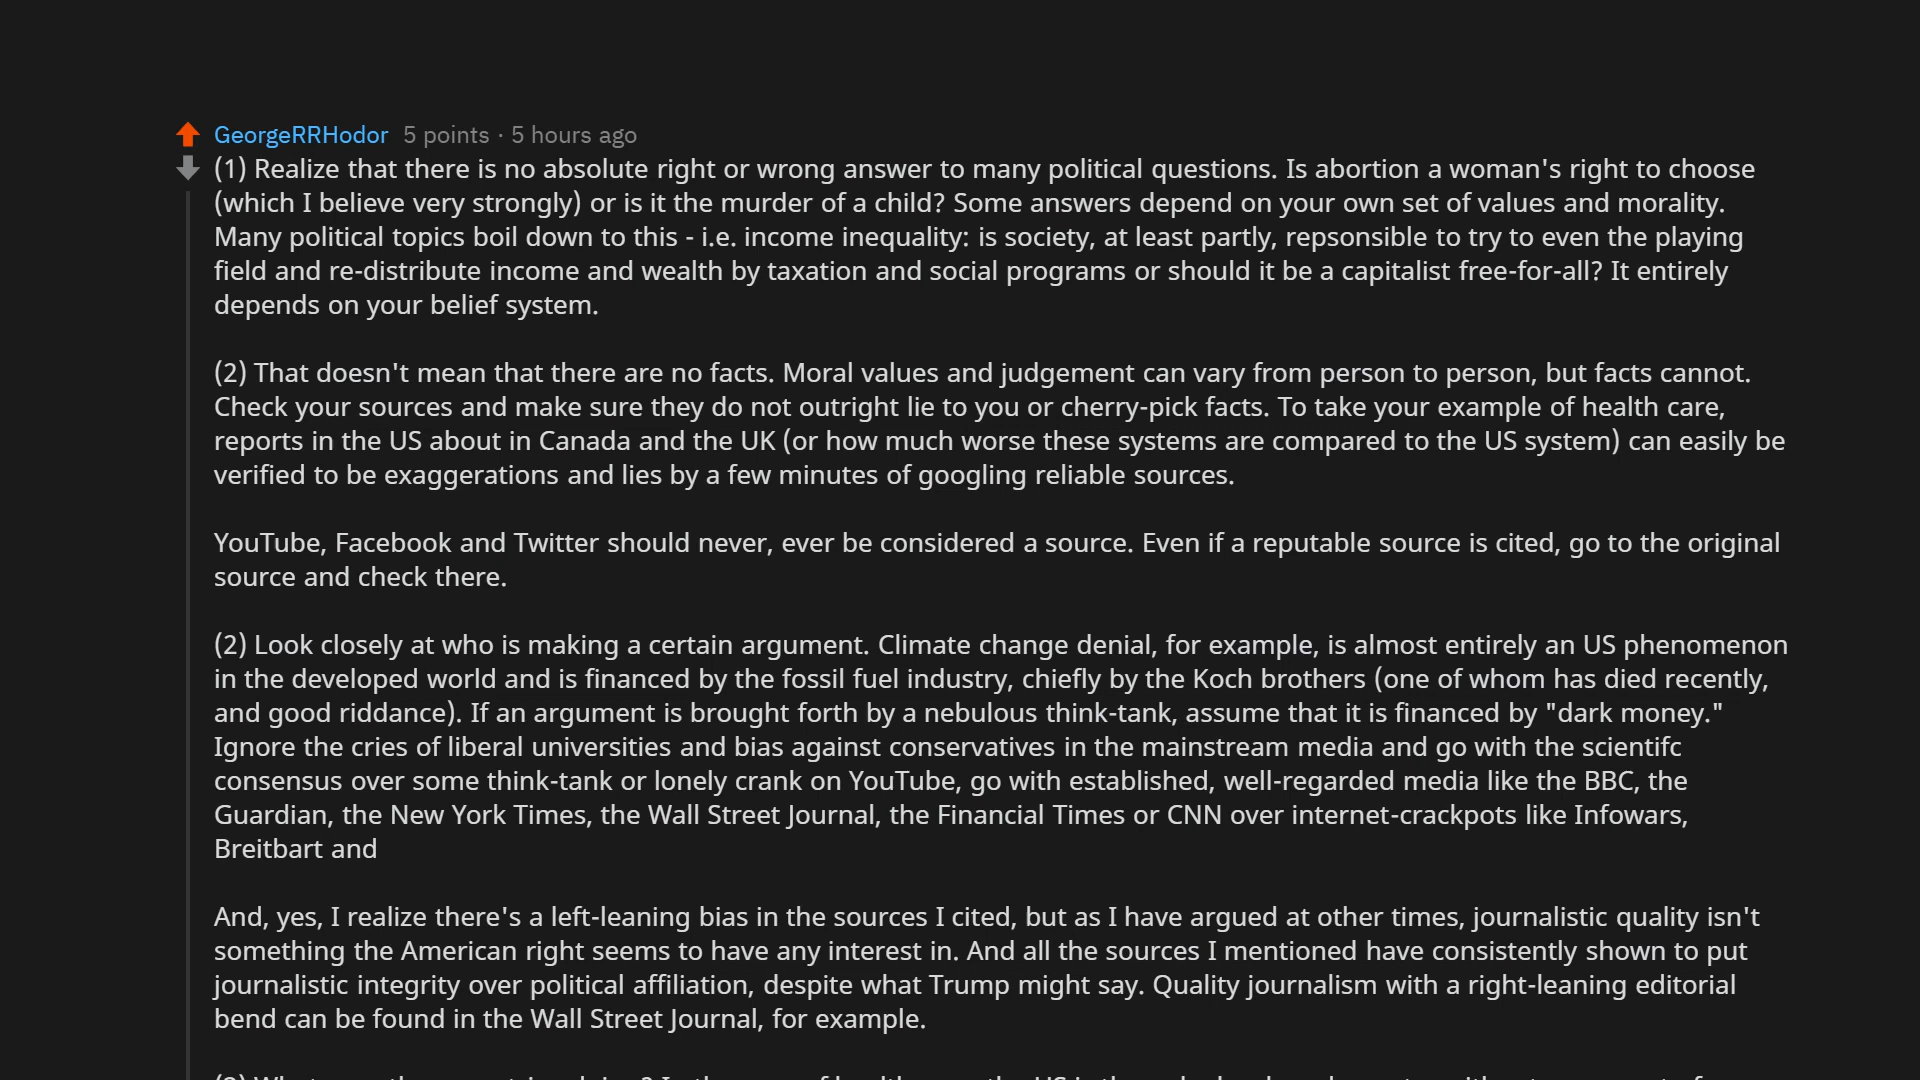 GeorgeRRHodor 5 points · 5 hours ago
(1) Realize that there is no absolute right or wrong answer to many political questions. Is abortion a woman's right to choose
(which I believe very strongly) or is it the murder of a child? Some answers depend on your own set of values and morality.
Many political topics boil down to this - i.e. income inequality: is society, at least partly, repsonsible to try to even the playing
field and re-distribute income and wealth by taxation and social programs or should it be a capitalist free-for-all? It entirely
depends on your belief system.
(2) That doesn't mean that there are no facts. Moral values and judgement can vary from person to person, but facts cannot.
Check your sources and make sure they do not outright lie to you or cherry-pick facts. To take your example of health care,
reports in the US about in Canada and the UK (or how much worse these systems are compared to the US system) can easily be
verified to be exaggerations and lies by a few minutes of googling reliable sources.
YouTube, Facebook and Twitter should never, ever be considered a source. Even if a reputable source is cited, go to the original
source and check there.
(2) Look closely at who is making a certain argument. Climate change denial, for example, is almost entirely an US phenomenon
in the developed world and is financed by the fossil fuel industry, chiefly by the Koch brothers (one of whom has died recently,
and good riddance). If an argument is brought forth by a nebulous think-tank, assume that it is financed by "dark money."
Ignore the cries of liberal universities and bias against conservatives in the mainstream media and go with the scientifc
consensus over some think-tank or lonely crank on YouTube, go with established, well-regarded media like the BBC, the
Guardian, the New York Times, the Wall Street Journal, the Financial Times or CNN over internet-crackpots like Infowars,
Breitbart and
And, yes, I realize there's a left-leaning bias in the sources I cited, but as I have argued at other times, journalistic quality isn't
something the American right seems to have any interest in. And all the sources I mentioned have consistently shown to put
journalistic integrity over political affiliation, despite what Trump might say. Quality journalism with a right-leaning editorial
bend can be found in the Wall Street Journal, for example.